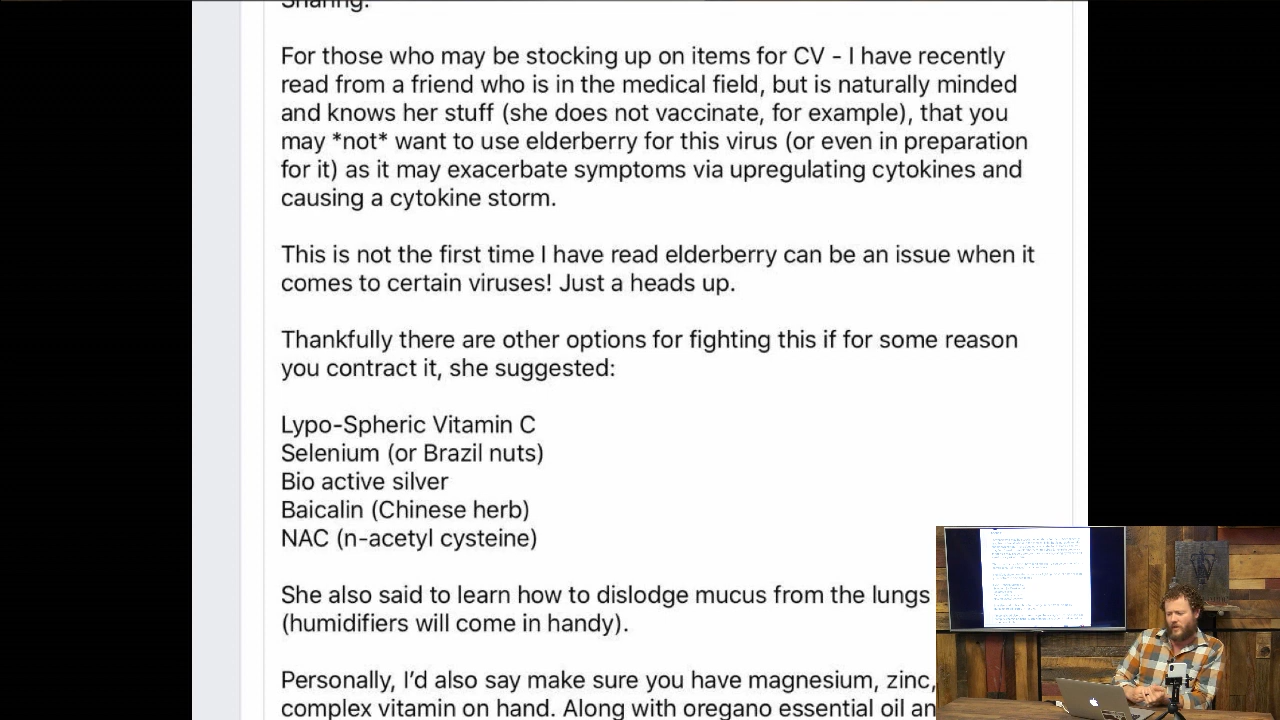 Sharing.
For those who may be stocking up on items for CV - I have recently
read from a friend who is in the medical field, but is naturally minded
and knows her stuff (she does not vaccinate, for example), that you
may *not* want to use elderberry for this virus (or even in preparation
for it) as it may exacerbate symptoms via upregulating cytokines and
causing a cytokine storm.
This is not the first time I have read elderberry can be an issue when it
comes to certain viruses! Just a heads up.
Thankfully there are other options for fighting this if for some reason
you contract it, she suggested:
Lypo-Spheric Vitamin C
Selenium (or Brazil nuts)
Bio active silver
Baicalin (Chinese herb)
NAC (n-acetyl cysteine)
She also said to learn how to dislodge mucus from the lungs
(humidifiers will come in handy).
Personally, I'd also say make sure you have magnesium, zinc,
complex vitamin on hand. Along with oregano essential oil an